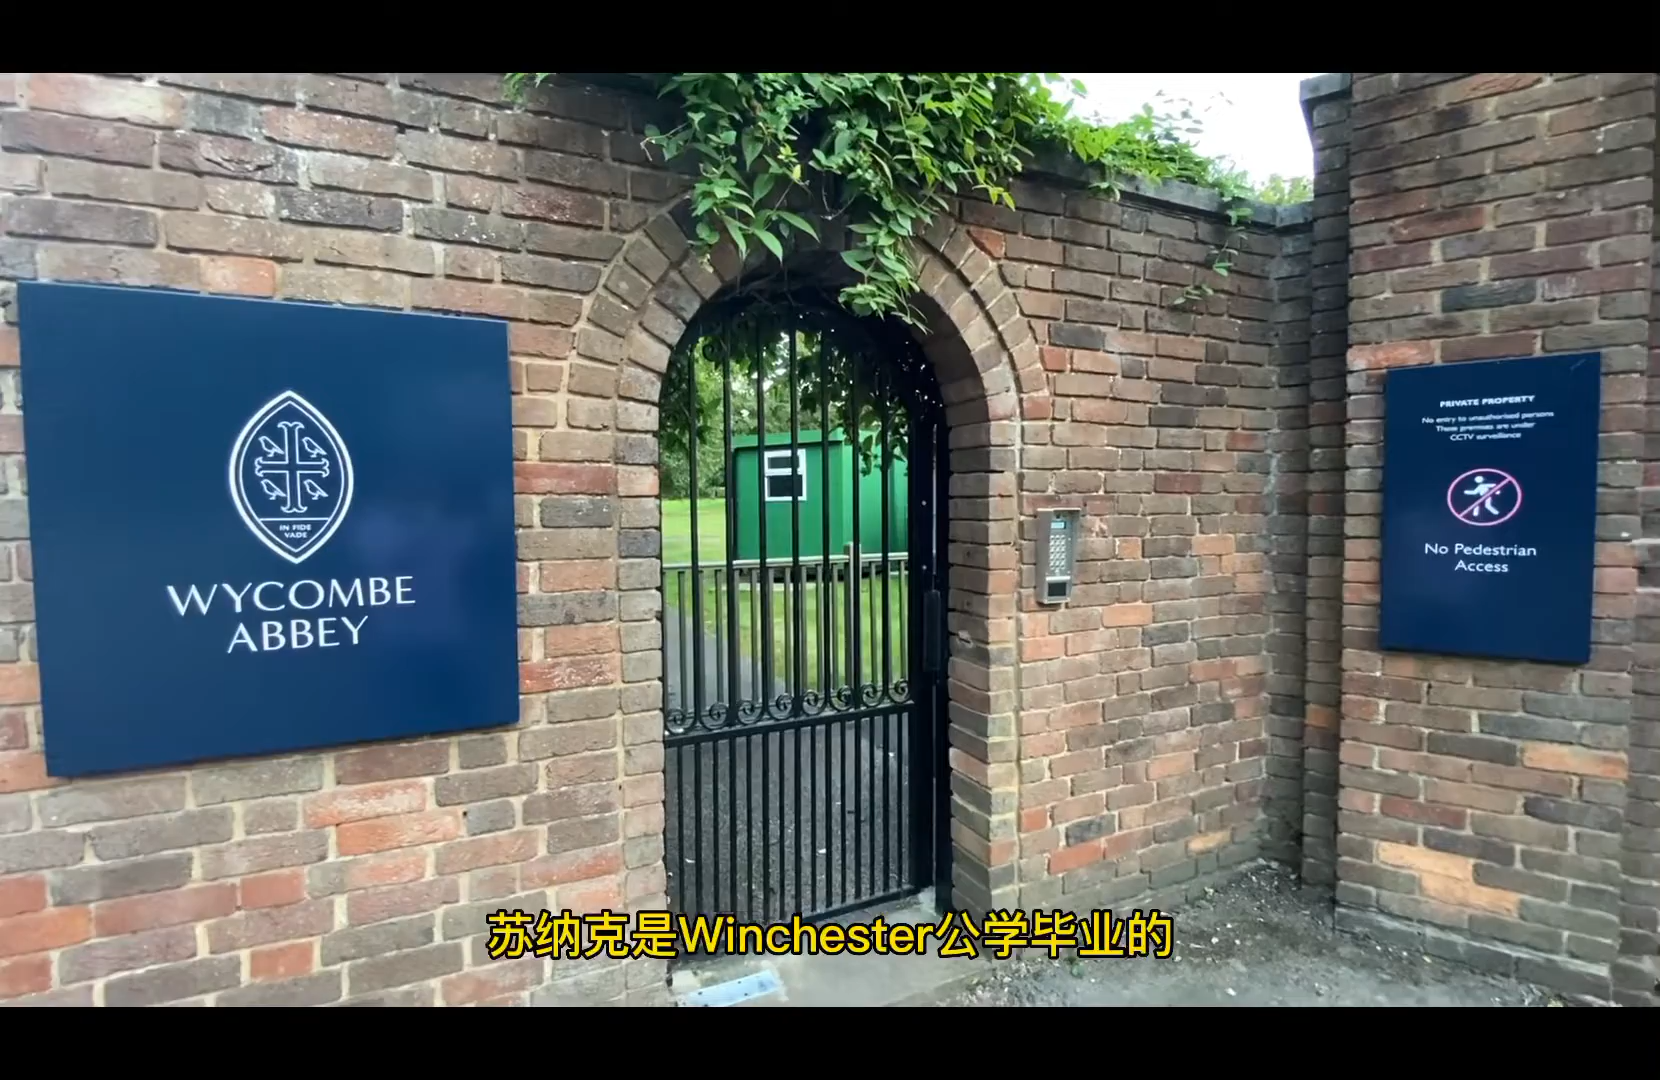 IN FIDE
VADE
WYCOMBE
ABBEY
PRIVATE PROPERTY
No entry to unauthorised persons
These premises are under
CCTV surveillance
No Pedestrian
Access
苏纳克是Winchester公学毕业的